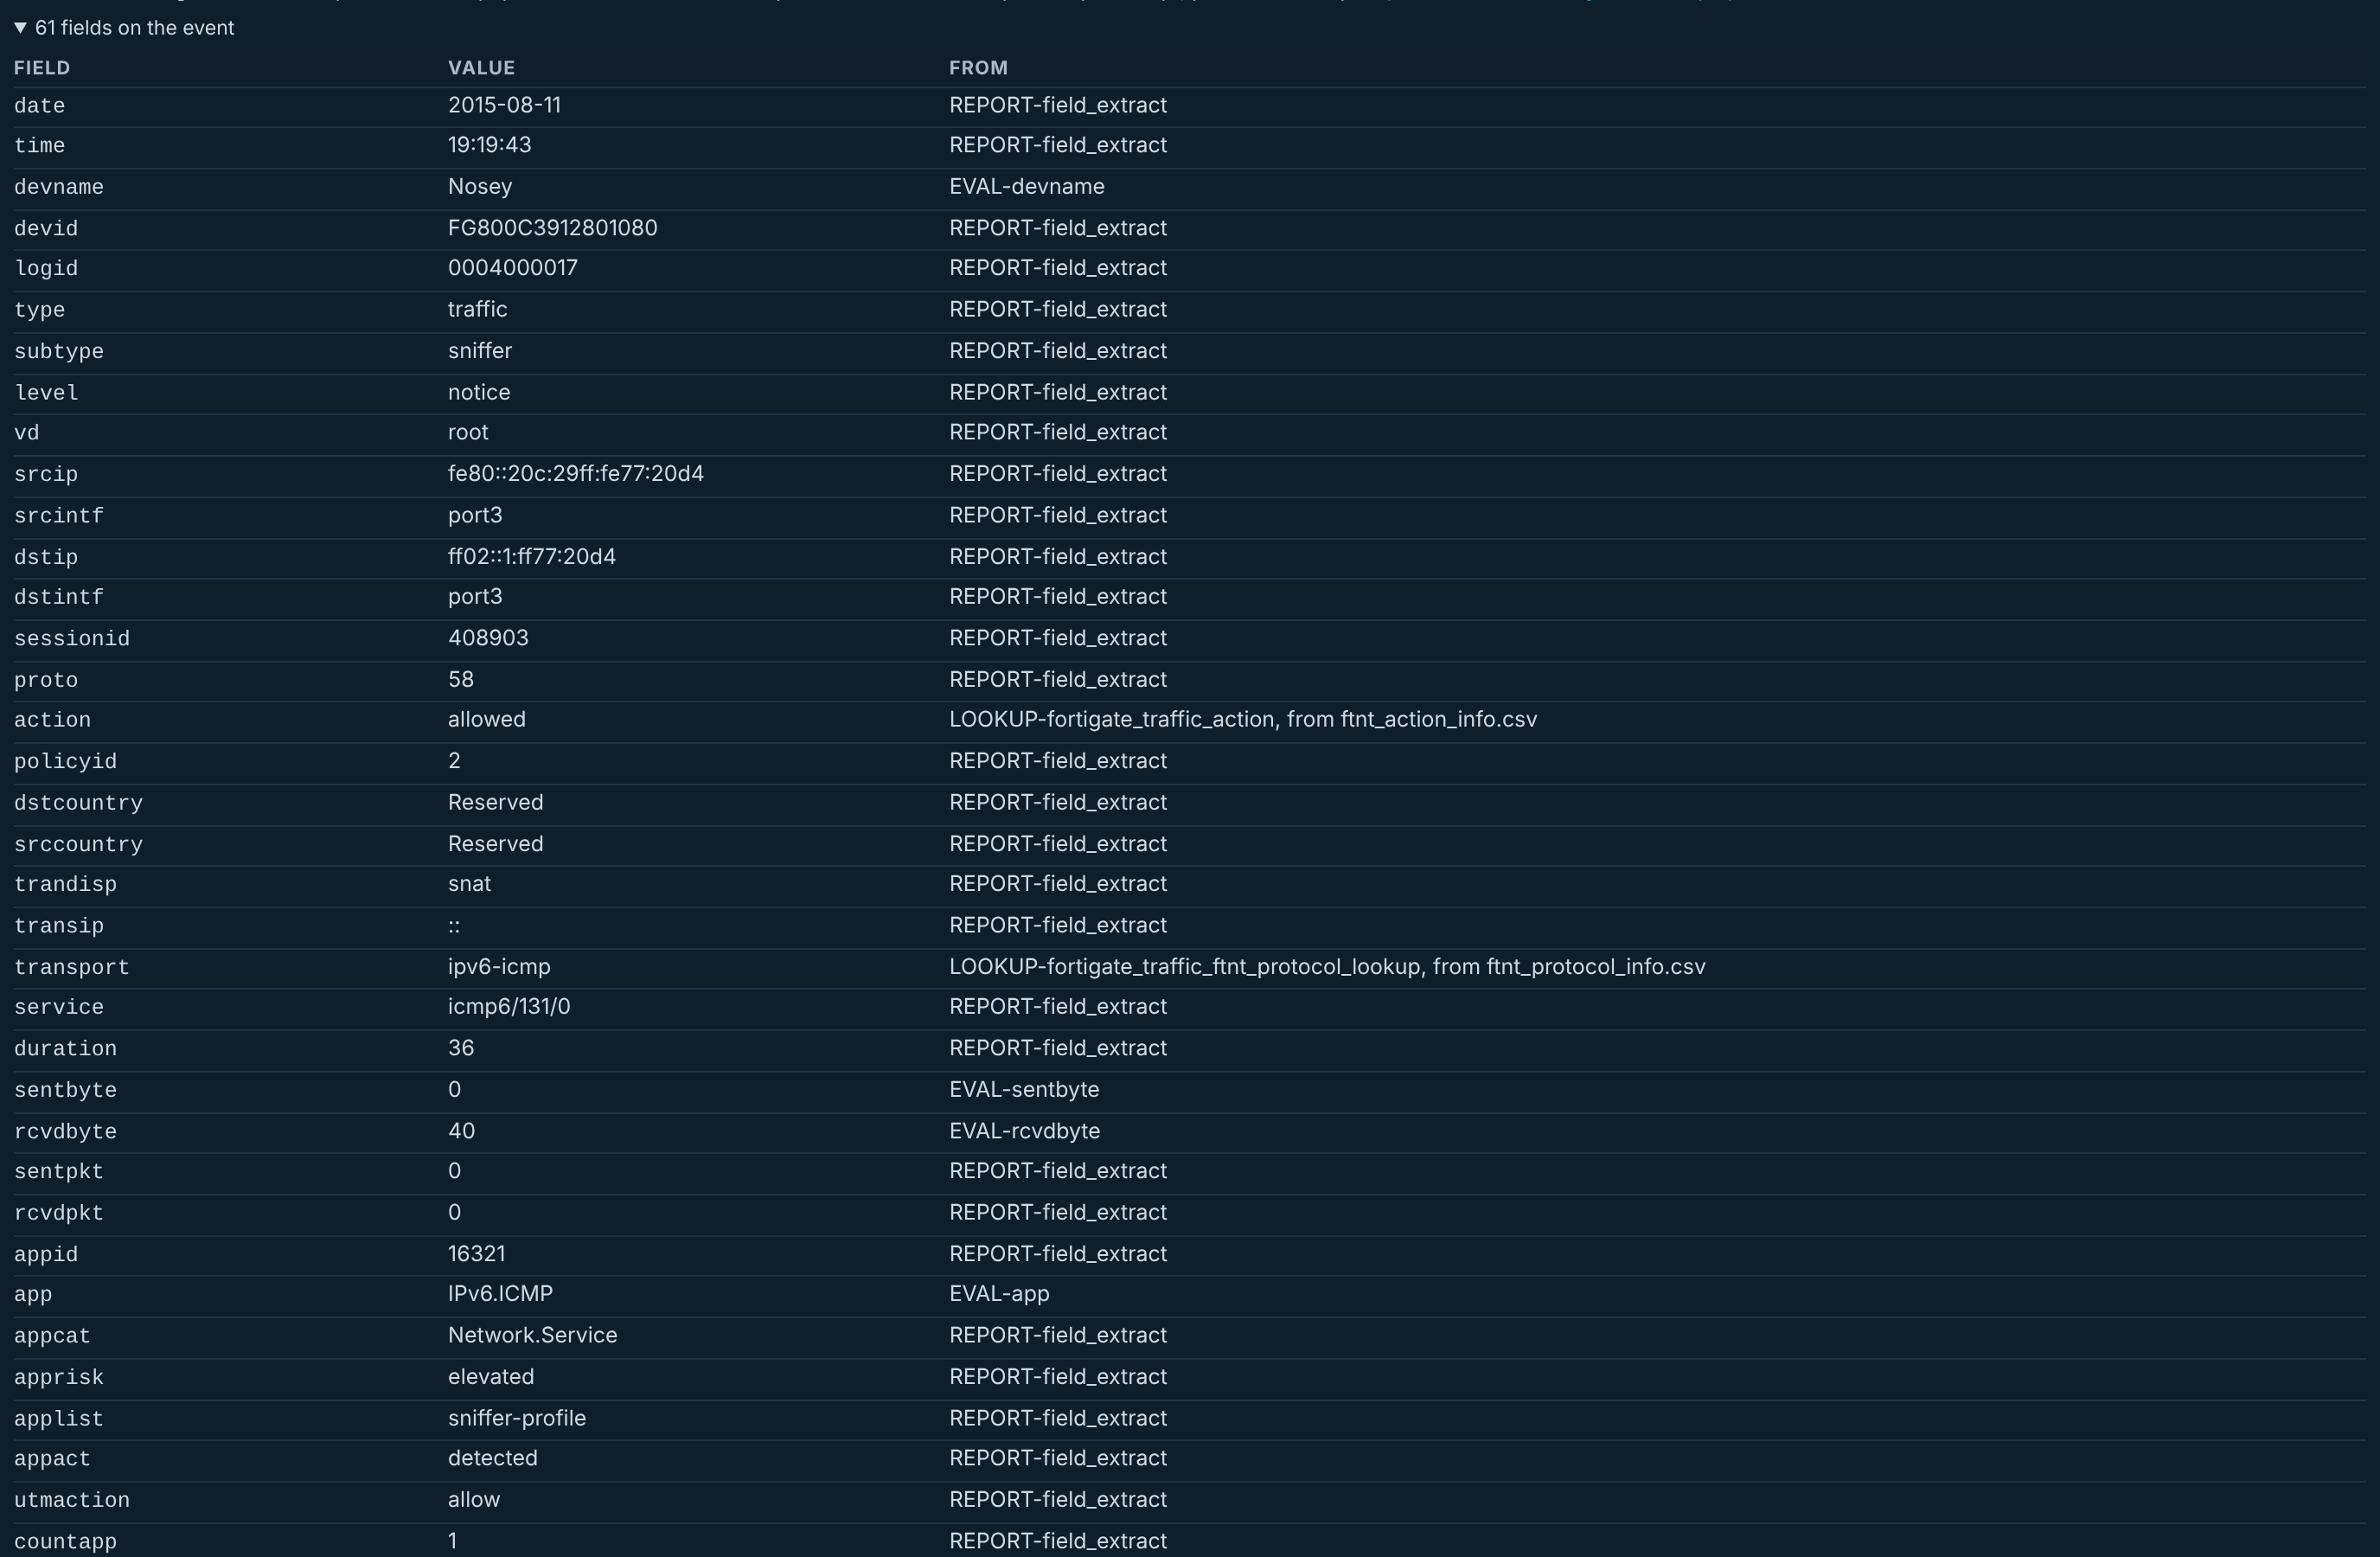 ▼ 61 fields on the event
FIELD VALUE FROM
date 2015-08-11 REPORT-field_extract
time 19:19:43 REPORT-field_extract
devname Nosey EVAL-devname
devid FG800C3912801080 REPORT-field_extract
logid 0004000017 REPORT-field_extract
type traffic REPORT-field_extract
subtype sniffer REPORT-field_extract
level notice REPORT-field_extract
vd root REPORT-field_extract
srcip fe80::20c:29ff:fe77:20d4 REPORT-field_extract
srcintf port3 REPORT-field_extract
dstip ff02::1:ff77:20d4 REPORT-field_extract
dstintf port3 REPORT-field_extract
sessionid 408903 REPORT-field_extract
proto 58 REPORT-field_extract
action allowed LOOKUP-fortigate_traffic_action, from ftnt_action_info.csv
policyid 2 REPORT-field_extract
dstcountry Reserved REPORT-field_extract
srccountry Reserved REPORT-field_extract
trandisp snat REPORT-field_extract
transip :: REPORT-field_extract
transport ipv6-icmp LOOKUP-fortigate_traffic_ftnt_protocol_lookup, from ftnt_protocol_info.csv
service icmp6/131/0 REPORT-field_extract
duration 36 REPORT-field_extract
sentbyte 0 EVAL-sentbyte
rcvdbyte 40 EVAL-rcvdbyte
sentpkt 0 REPORT-field_extract
rcvdpkt 0 REPORT-field_extract
appid 16321 REPORT-field_extract
app IPv6.ICMP EVAL-app
appcat Network.Service REPORT-field_extract
apprisk elevated REPORT-field_extract
applist sniffer-profile REPORT-field_extract
appact detected REPORT-field_extract
utmaction allow REPORT-field_extract
countapp 1 REPORT-field_extract